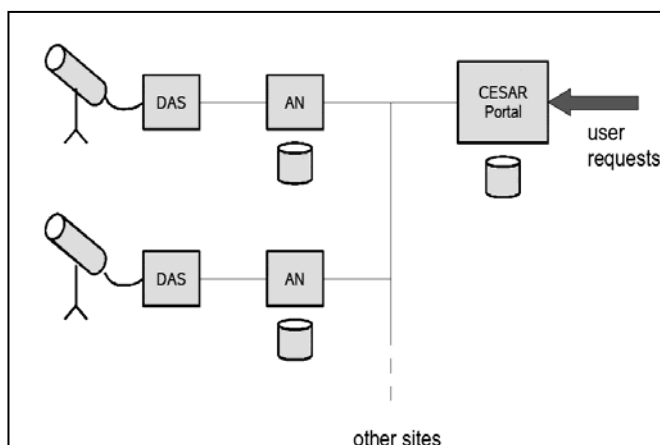 DAS
AN
CESAR
Portal
user
requests
DAS
AN
other sites